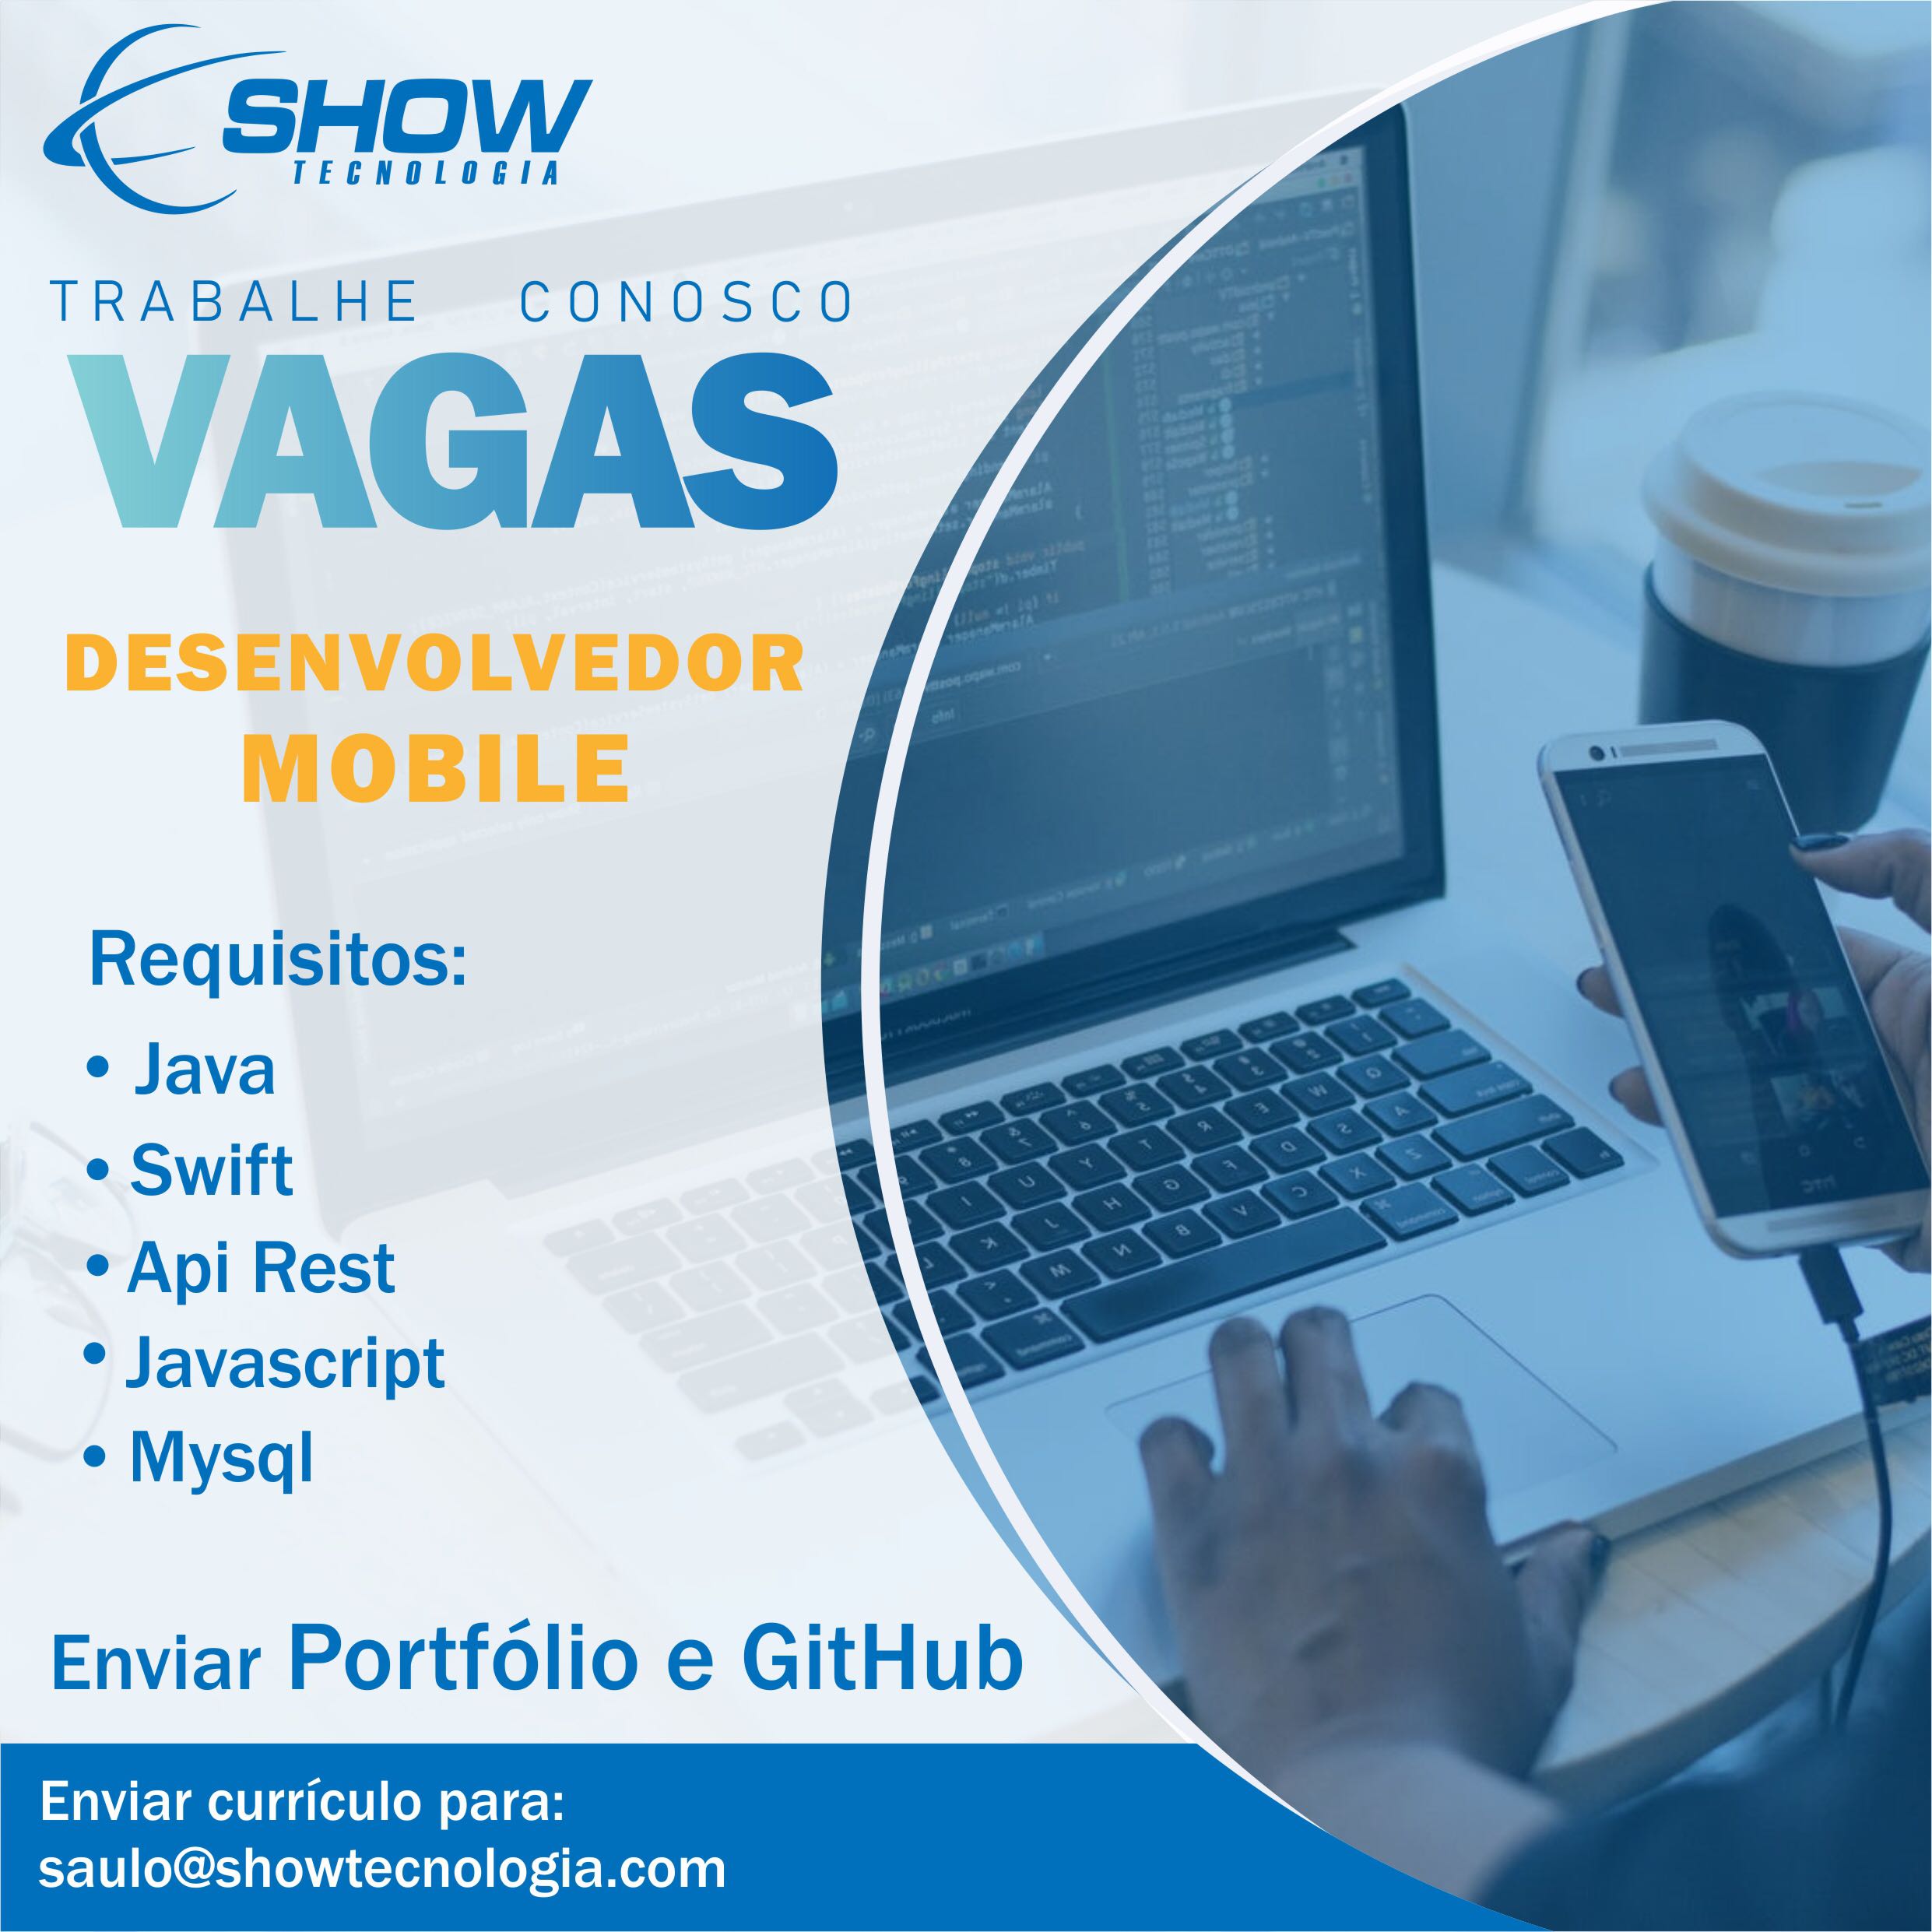 SHOW
TECNOLOGIA
TRABALHE CONOSCO
VAGAS
DESENVOLVEDOR
MOBILE
Requisitos:
• Java
• Swift
• Api Rest
• Javascript
• Mysql
Enviar Portfólio e GitHub
Enviar currículo para:
saulo@showtecnologia.com